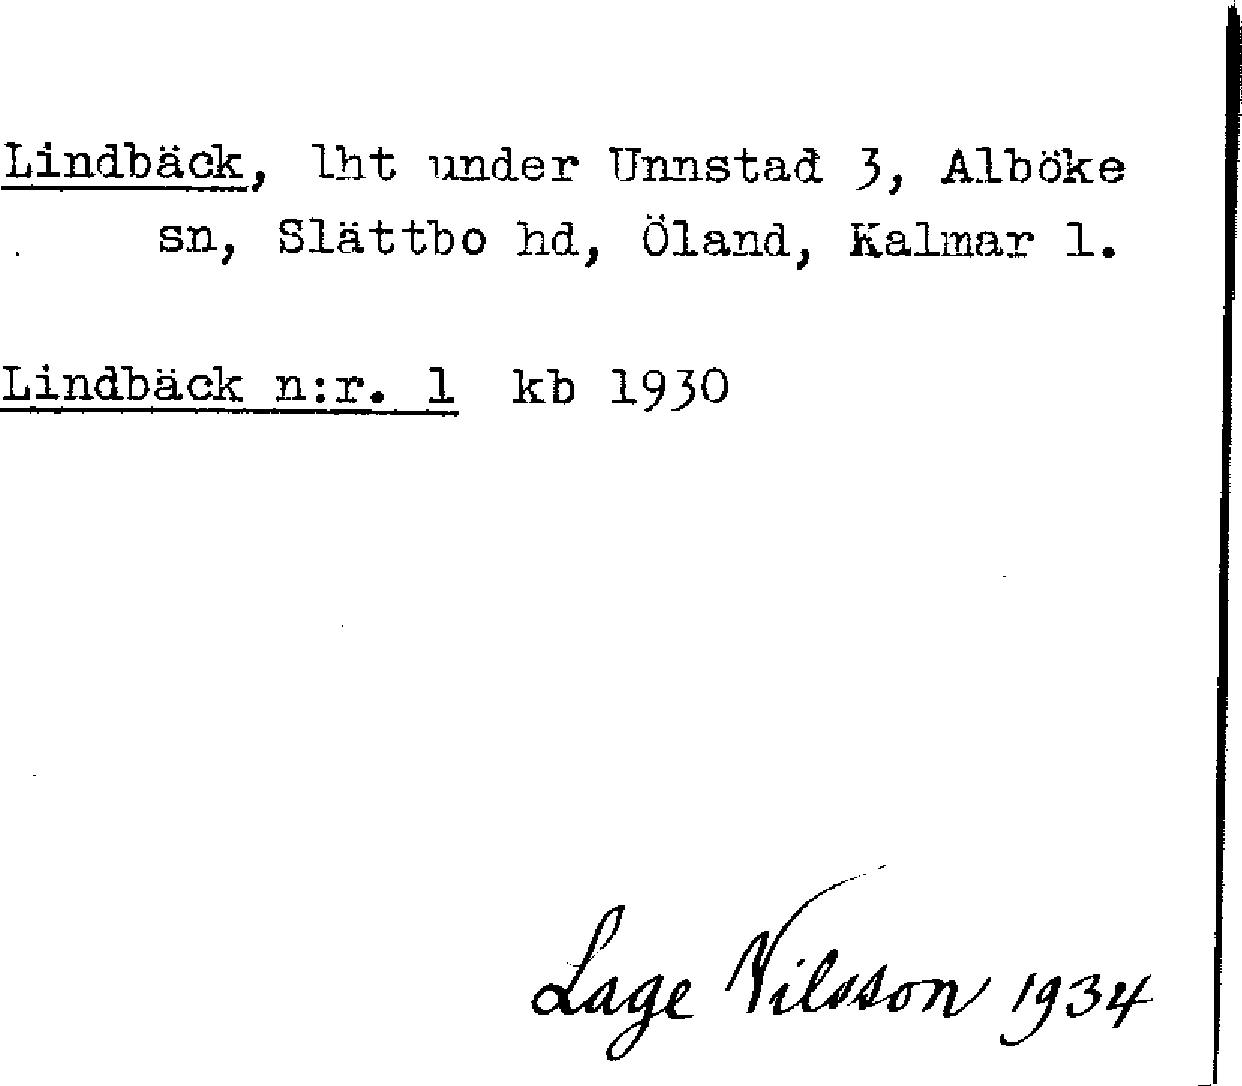 Lindbäck, lht under Unnstad 3, Alböke
sn, Slättbo hd, Öland, Kalmar l.
Lindbäck n:r. 1 kb 1930
Lage Nilsson 1934